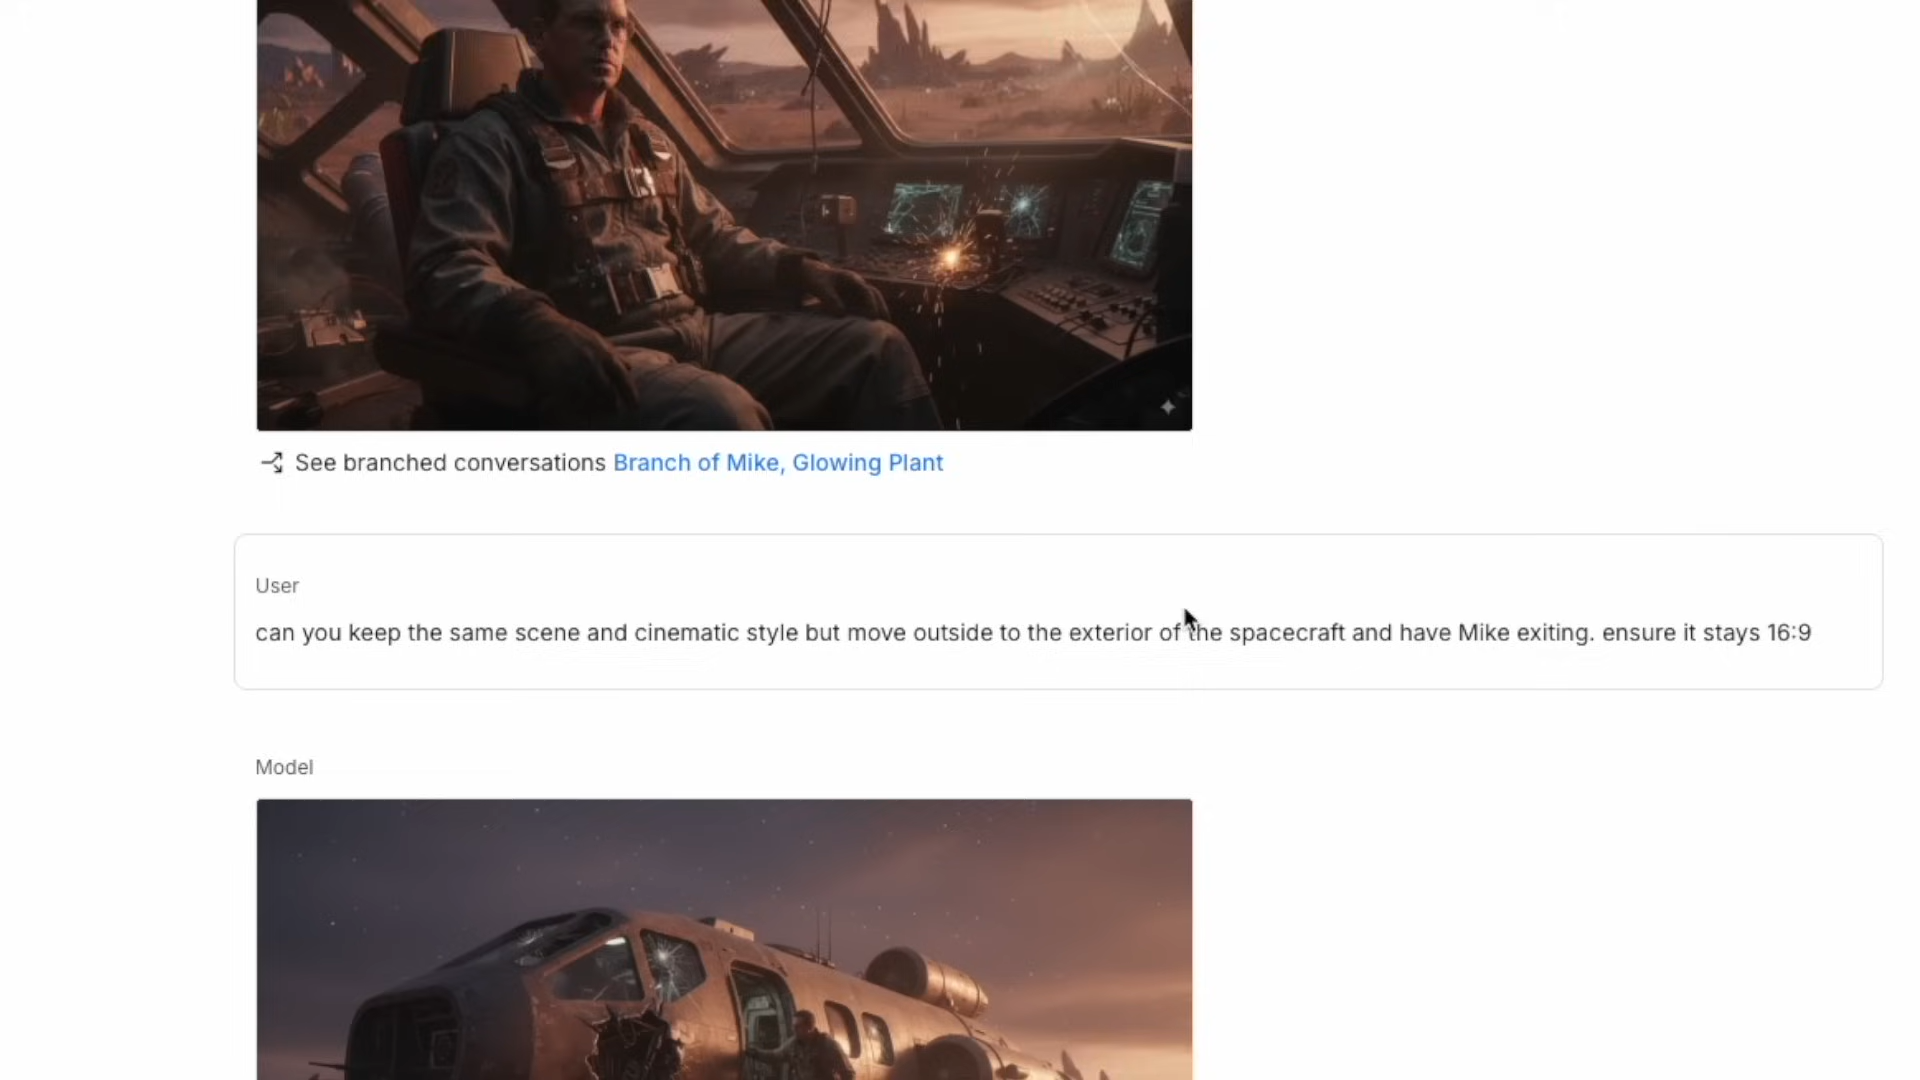 See branched conversations Branch of Mike, Glowing Plant
User
can you keep the same scene and cinematic style but move outside to the exterior of the spacecraft and have Mike exiting. ensure it stays 16:9
Model